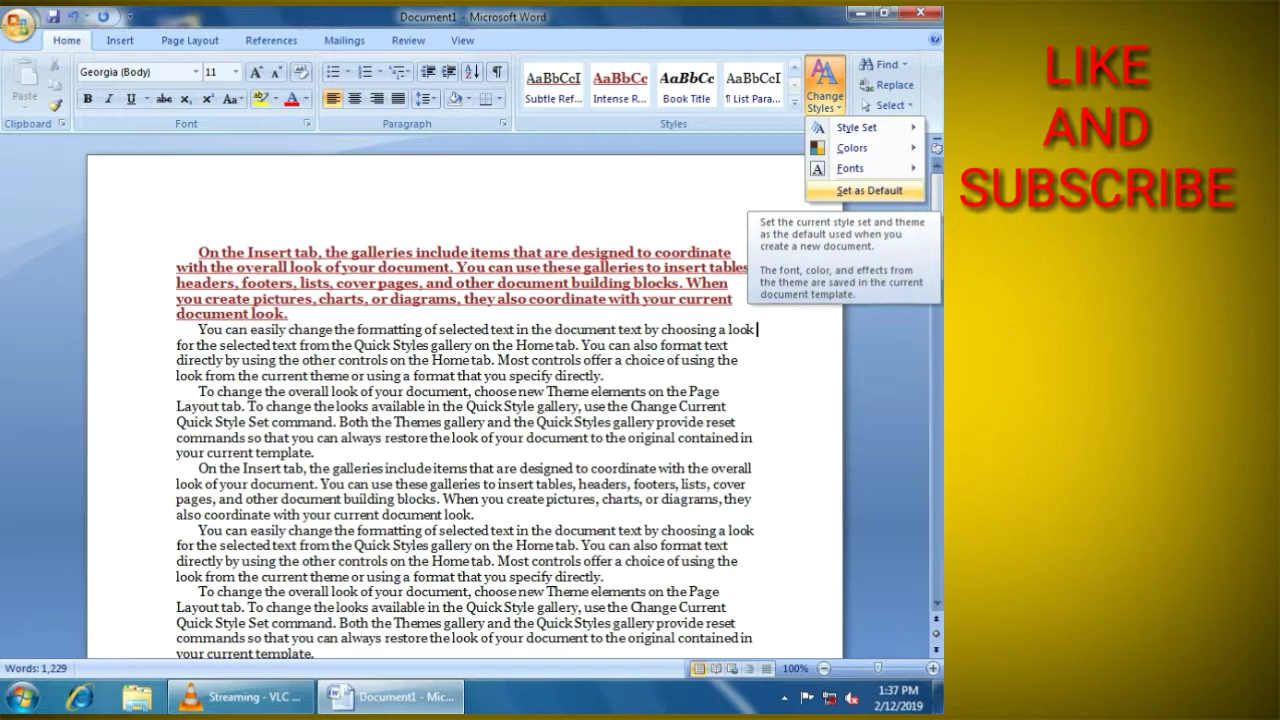 Document1 - Microsoft Word
Home Insert Page Layout References Mailings Review View
Paste
Georgia (Body) 11
Clipboard Font Paragraph Styles
AaBbCcI AaBbCc AaBbCc AaBbCcI
Subtle Ref... Intense R... Book Title ¶ List Para...
Change
Styles
Find
Replace
Select
Style Set
Colors
Fonts
Set as Default
Set the current style set and theme
as the default used when you
create a new document.
The font, color, and effects from
the theme are saved in the current
document template.
On the Insert tab, the galleries include items that are designed to coordinate
with the overall look of your document. You can use these galleries to insert tables
headers, footers, lists, cover pages, and other document building blocks. When
you create pictures, charts, or diagrams, they also coordinate with your current
document look.
You can easily change the formatting of selected text in the document text by choosing a look
for the selected text from the Quick Styles gallery on the Home tab. You can also format text
directly by using the other controls on the Home tab. Most controls offer a choice of using the
look from the current theme or using a format that you specify directly.
To change the overall look of your document, choose new Theme elements on the Page
Layout tab. To change the looks available in the Quick Style gallery, use the Change Current
Quick Style Set command. Both the Themes gallery and the Quick Styles gallery provide reset
commands so that you can always restore the look of your document to the original contained in
your current template.
On the Insert tab, the galleries include items that are designed to coordinate with the overall
look of your document. You can use these galleries to insert tables, headers, footers, lists, cover
pages, and other document building blocks. When you create pictures, charts, or diagrams, they
also coordinate with your current document look.
You can easily change the formatting of selected text in the document text by choosing a look
for the selected text from the Quick Styles gallery on the Home tab. You can also format text
directly by using the other controls on the Home tab. Most controls offer a choice of using the
look from the current theme or using a format that you specify directly.
To change the overall look of your document, choose new Theme elements on the Page
Layout tab. To change the looks available in the Quick Style gallery, use the Change Current
Quick Style Set command. Both the Themes gallery and the Quick Styles gallery provide reset
commands so that you can always restore the look of your document to the original contained in
your current template.
Words: 1,229
100%
Streaming - VLC ...
Document1 - Mic...
1:37 PM
2/12/2019
LIKE
AND
SUBSCRIBE